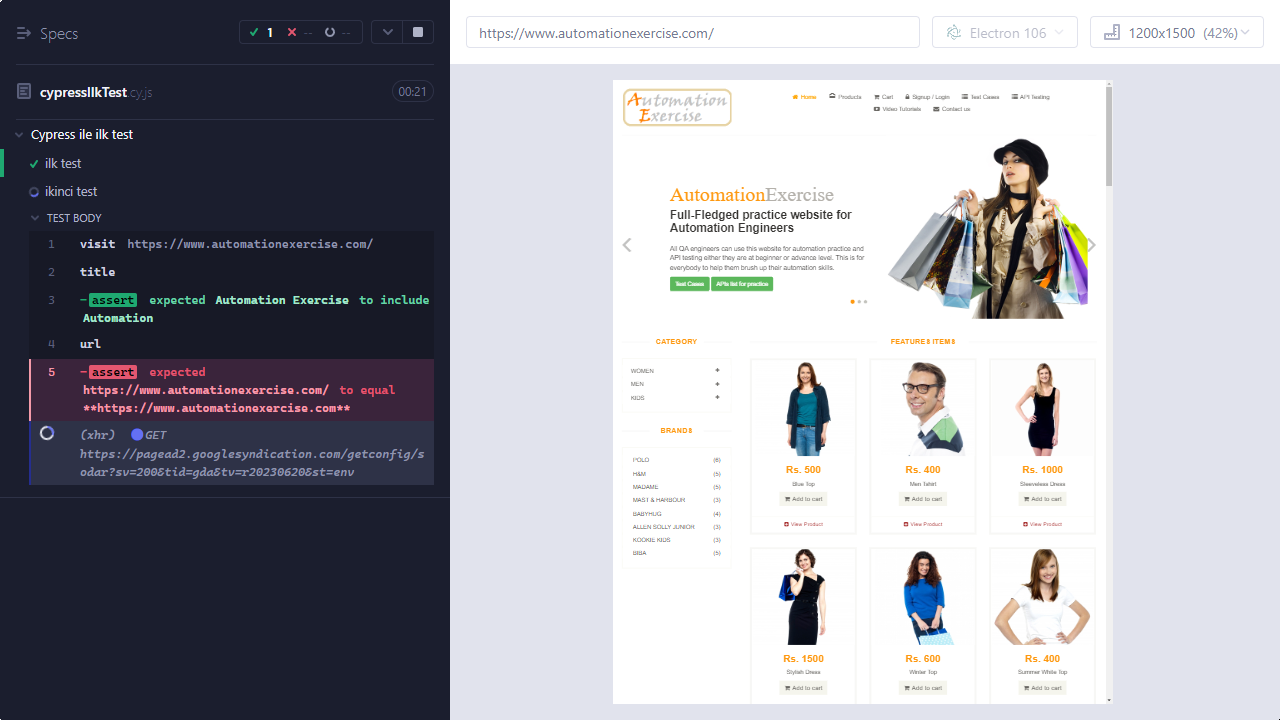 Specs
1 -- --
https://www.automationexercise.com/
Electron 106
1200x1500 (42%)
cypressIlkTest.cy.js
00:21
Cypress ile ilk test
ilk test
ikinci test
TEST BODY
1 visit https://www.automationexercise.com/
2 title
3 -assert expected Automation Exercise to include
Automation
4 url
5 -assert expected
https://www.automationexercise.com/ to equal
**https://www.automationexercise.com**
(xhr) GET
https://pagead2.googlesyndication.com/getconfig/s
odar?sv=200&tid=gda&tv=r20230620&st=env
Automation
Exercise
Home Products Cart Signup / Login Test Cases API Testing
Video Tutorials Contact us
AutomationExercise
Full-Fledged practice website for
Automation Engineers
All QA engineers can use this website for automation practice and
API testing either they are at beginner or advance level. This is for
everybody to help them brush up their automation skills.
Test Cases APIs list for practice
CATEGORY
WOMEN +
MEN +
KIDS +
BRANDS
POLO (6)
H&M (5)
MADAME (5)
MAST & HARBOUR (3)
BABYHUG (4)
ALLEN SOLLY JUNIOR (3)
KOOKIE KIDS (3)
BIBA (5)
FEATURES ITEMS
Rs. 500
Blue Top
Add to cart
View Product
Rs. 400
Men Tshirt
Add to cart
View Product
Rs. 1000
Sleeveless Dress
Add to cart
View Product
Rs. 1500
Stylish Dress
Add to cart
Rs. 600
Winter Top
Add to cart
Rs. 400
Summer White Top
Add to cart